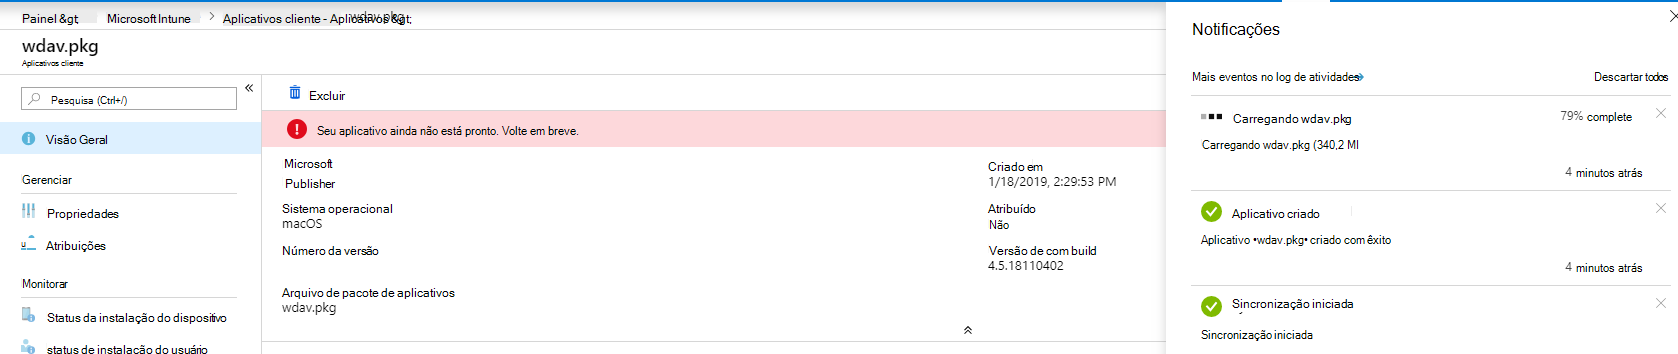 Painel &gt; Microsoft Intune > Aplicativos cliente - Aplicativos &gt; wdav.pkg
wdav.pkg
Aplicativos cliente
Pesquisa (Ctrl+/)
«
Visão Geral
Gerenciar
Propriedades
Atribuições
Monitorar
Status da instalação do dispositivo
status de instalação do usuário
Excluir
Seu aplicativo ainda não está pronto. Volte em breve.
Microsoft
Publisher
Sistema operacional
macOS
Número da versão
Arquivo de pacote de aplicativos
wdav.pkg
Criado em
1/18/2019, 2:29:53 PM
Atribuído
Não
Versão de com build
4.5.18110402
Notificações
Mais eventos no log de atividades
Descartar todos
Carregando wdav.pkg
79% complete
Carregando wdav.pkg (340,2 MI
4 minutos atrás
Aplicativo criado
Aplicativo •wdav.pkg• criado com êxito
4 minutos atrás
Sincronização iniciada
Sincronização iniciada